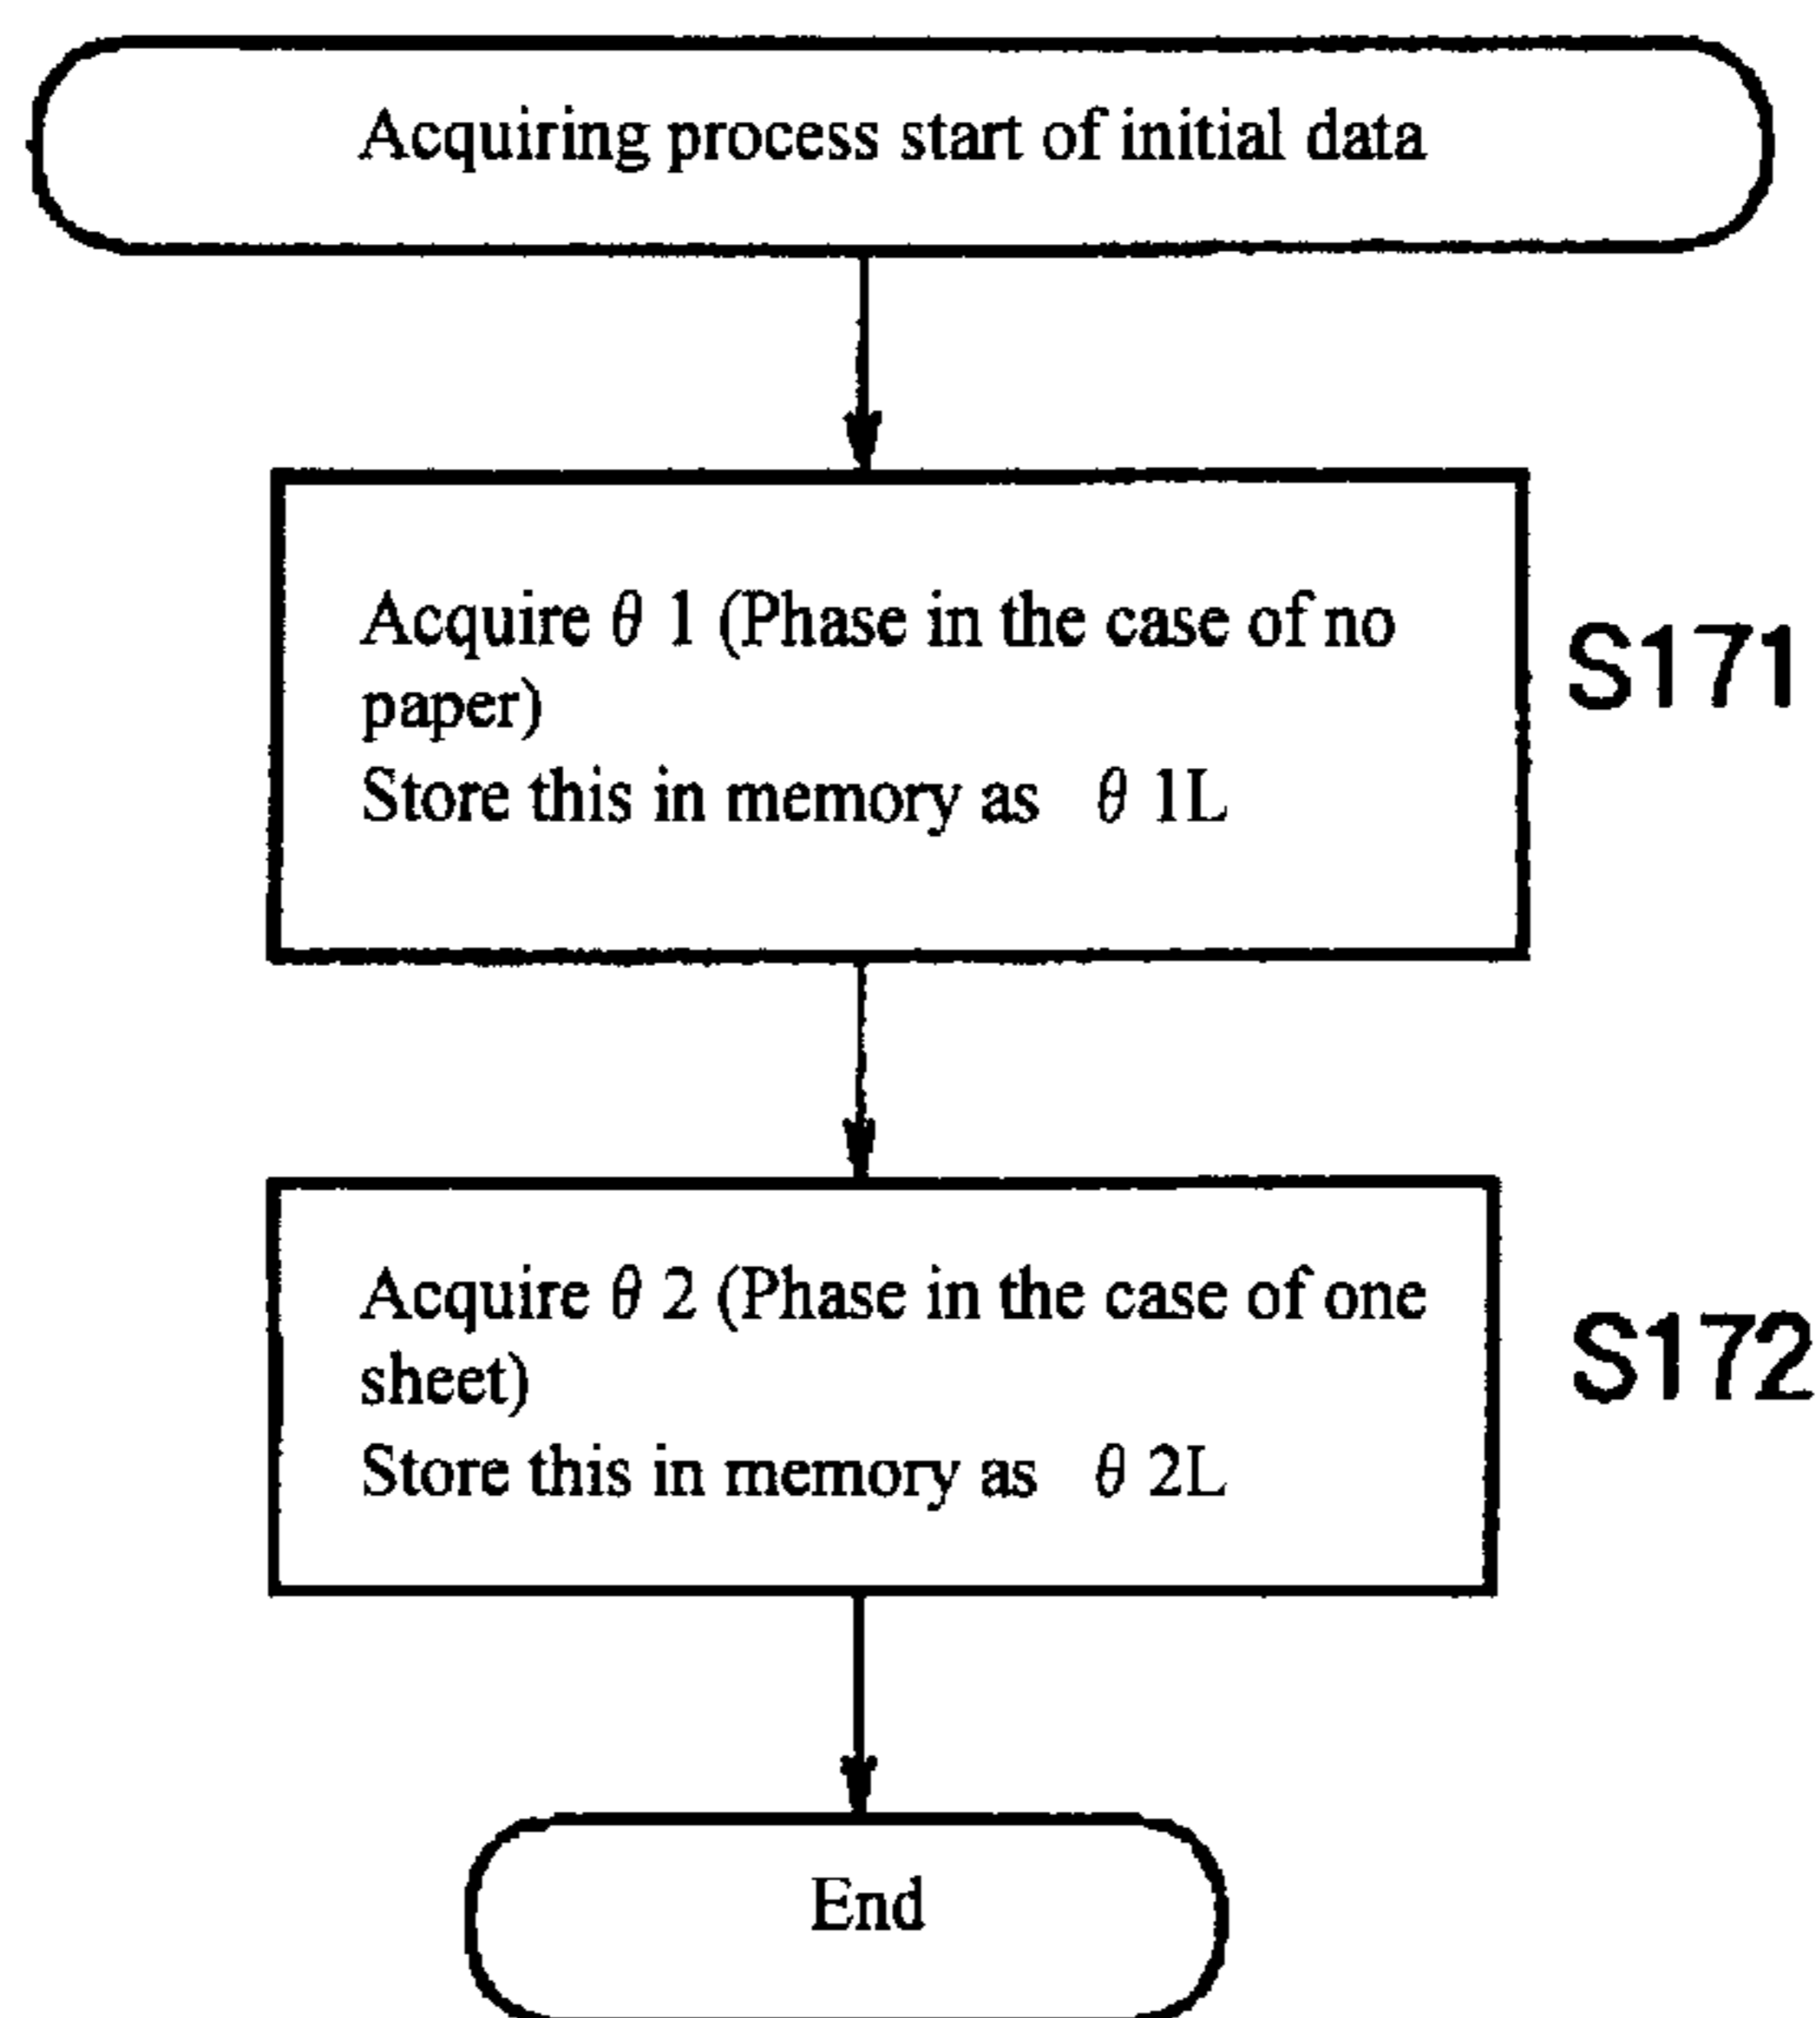 Acquiring process start of initial data
Acquire θ 1 (Phase in the case of no
paper)
Store this in memory as θ 1L
S171
Acquire θ 2 (Phase in the case of one
sheet)
Store this in memory as θ 2L
S172
End